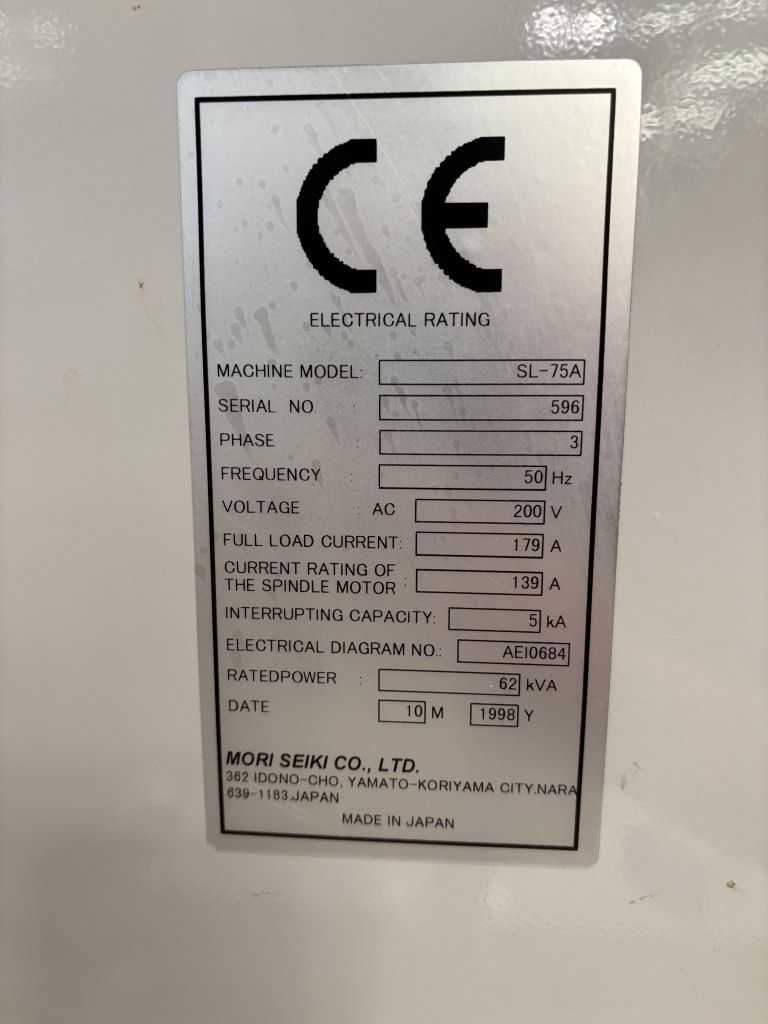 CE
ELECTRICAL RATING
MACHINE MODEL: SL-75A
SERIAL NO. : 596
PHASE : 3
FREQUENCY : 50 Hz
VOLTAGE : AC 200 V
FULL LOAD CURRENT: 179 A
CURRENT RATING OF
THE SPINDLE MOTOR : 139 A
INTERRUPTING CAPACITY: 5 kA
ELECTRICAL DIAGRAM NO.: AEI0684
RATEDPOWER : 62 kVA
DATE 10 M 1998 Y
MORI SEIKI CO., LTD.
362 IDONO-CHO, YAMATO-KORIYAMA CITY.NARA
639-1183.JAPAN
MADE IN JAPAN